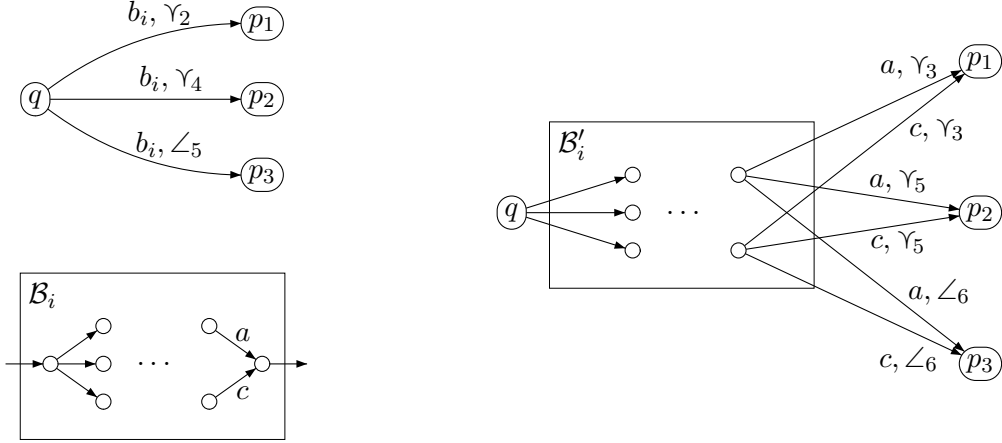 b_i, ⋎_2
p_1
b_i, ⋎_4
q
p_2
b_i, ∠_5
p_3
ℬ_i
a
⋯
c
p_1
a, ⋎_3
c, ⋎_3
ℬ′_i
a, ⋎_5
q
⋯
p_2
c, ⋎_5
a, ∠_6
c, ∠_6
p_3